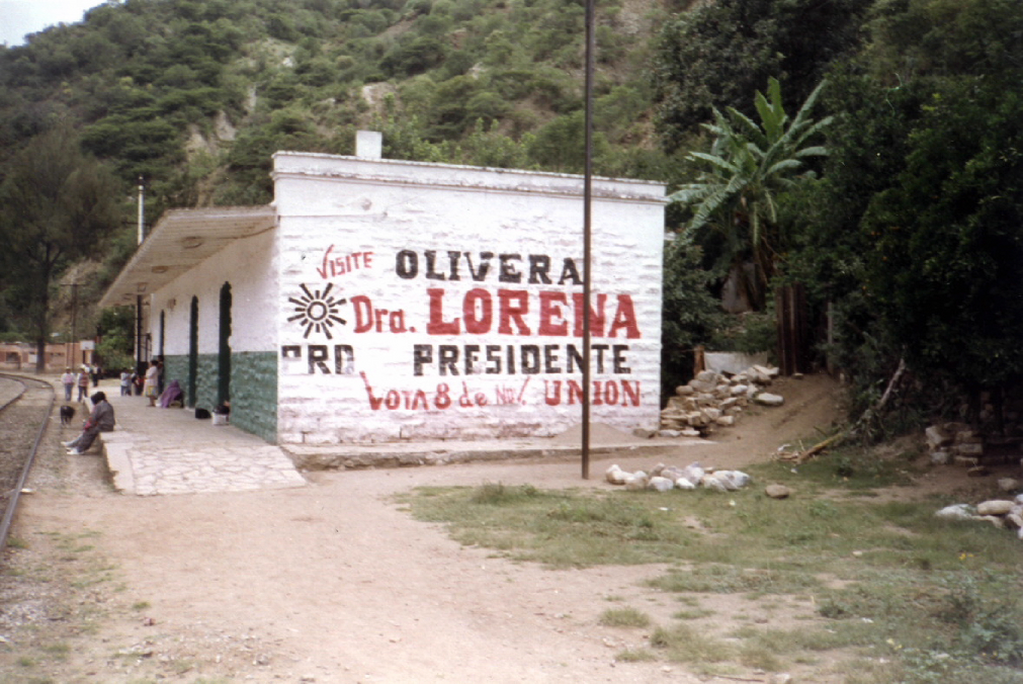 VISITE OLIVERA
Dra. LORENA
PRD PRESIDENTE
Vota 8 de Nov. UNION